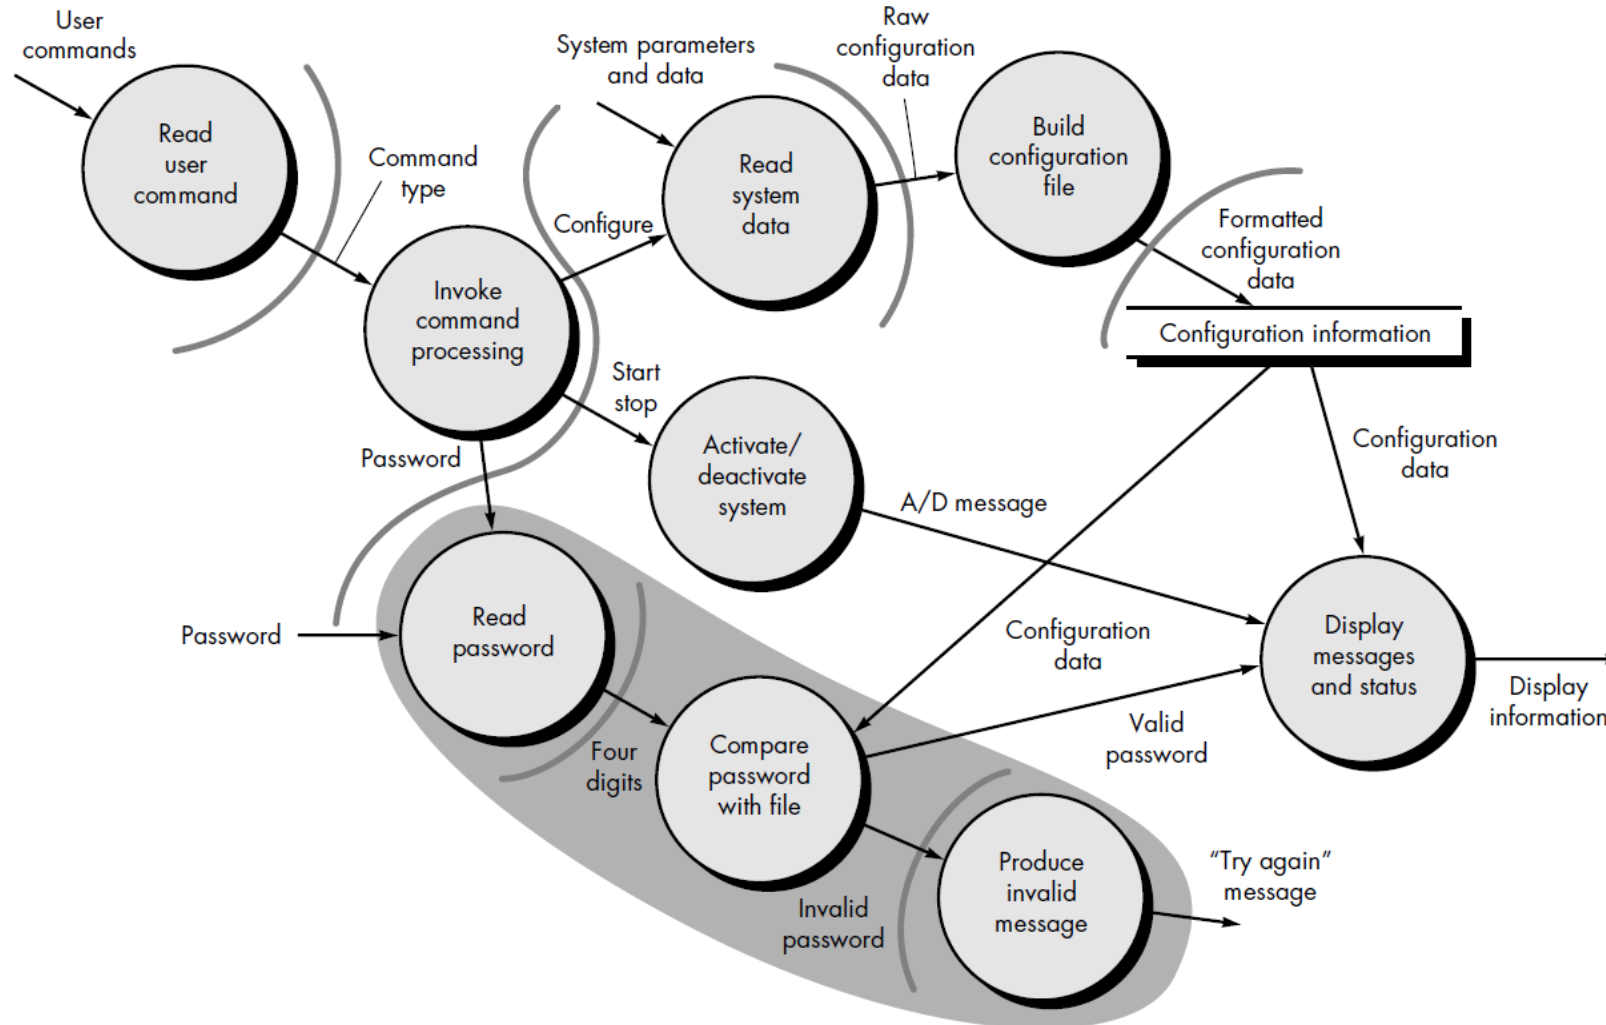 User
commands
Read
user
command
Command
type
System parameters
and data
Raw
configuration
data
Read
system
data
Build
configuration
file
Configure
Invoke
command
processing
Formatted
configuration
data
Configuration information
Start
stop
Password
Activate/
deactivate
system
A/D message
Configuration
data
Password
Read
password
Configuration
data
Display
messages
and status
Display
information
Four
digits
Compare
password
with file
Valid
password
Invalid
password
Produce
invalid
message
“Try again”
message